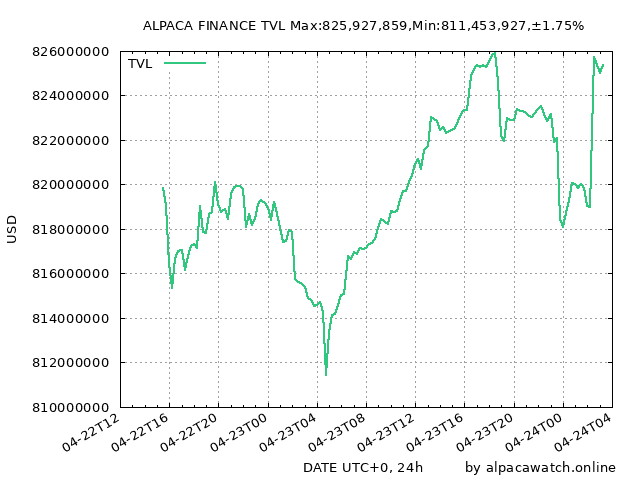 ALPACA FINANCE TVL Max:825,927,859,Min:811,453,927,±1.75%
TVL
826000000
824000000
822000000
820000000
818000000
816000000
814000000
812000000
810000000
USD
04-22T12
04-22T16
04-22T20
04-23T00
04-23T04
04-23T08
04-23T12
04-23T16
04-23T20
04-24T00
04-24T04
DATE UTC+0, 24h
by alpacawatch.online